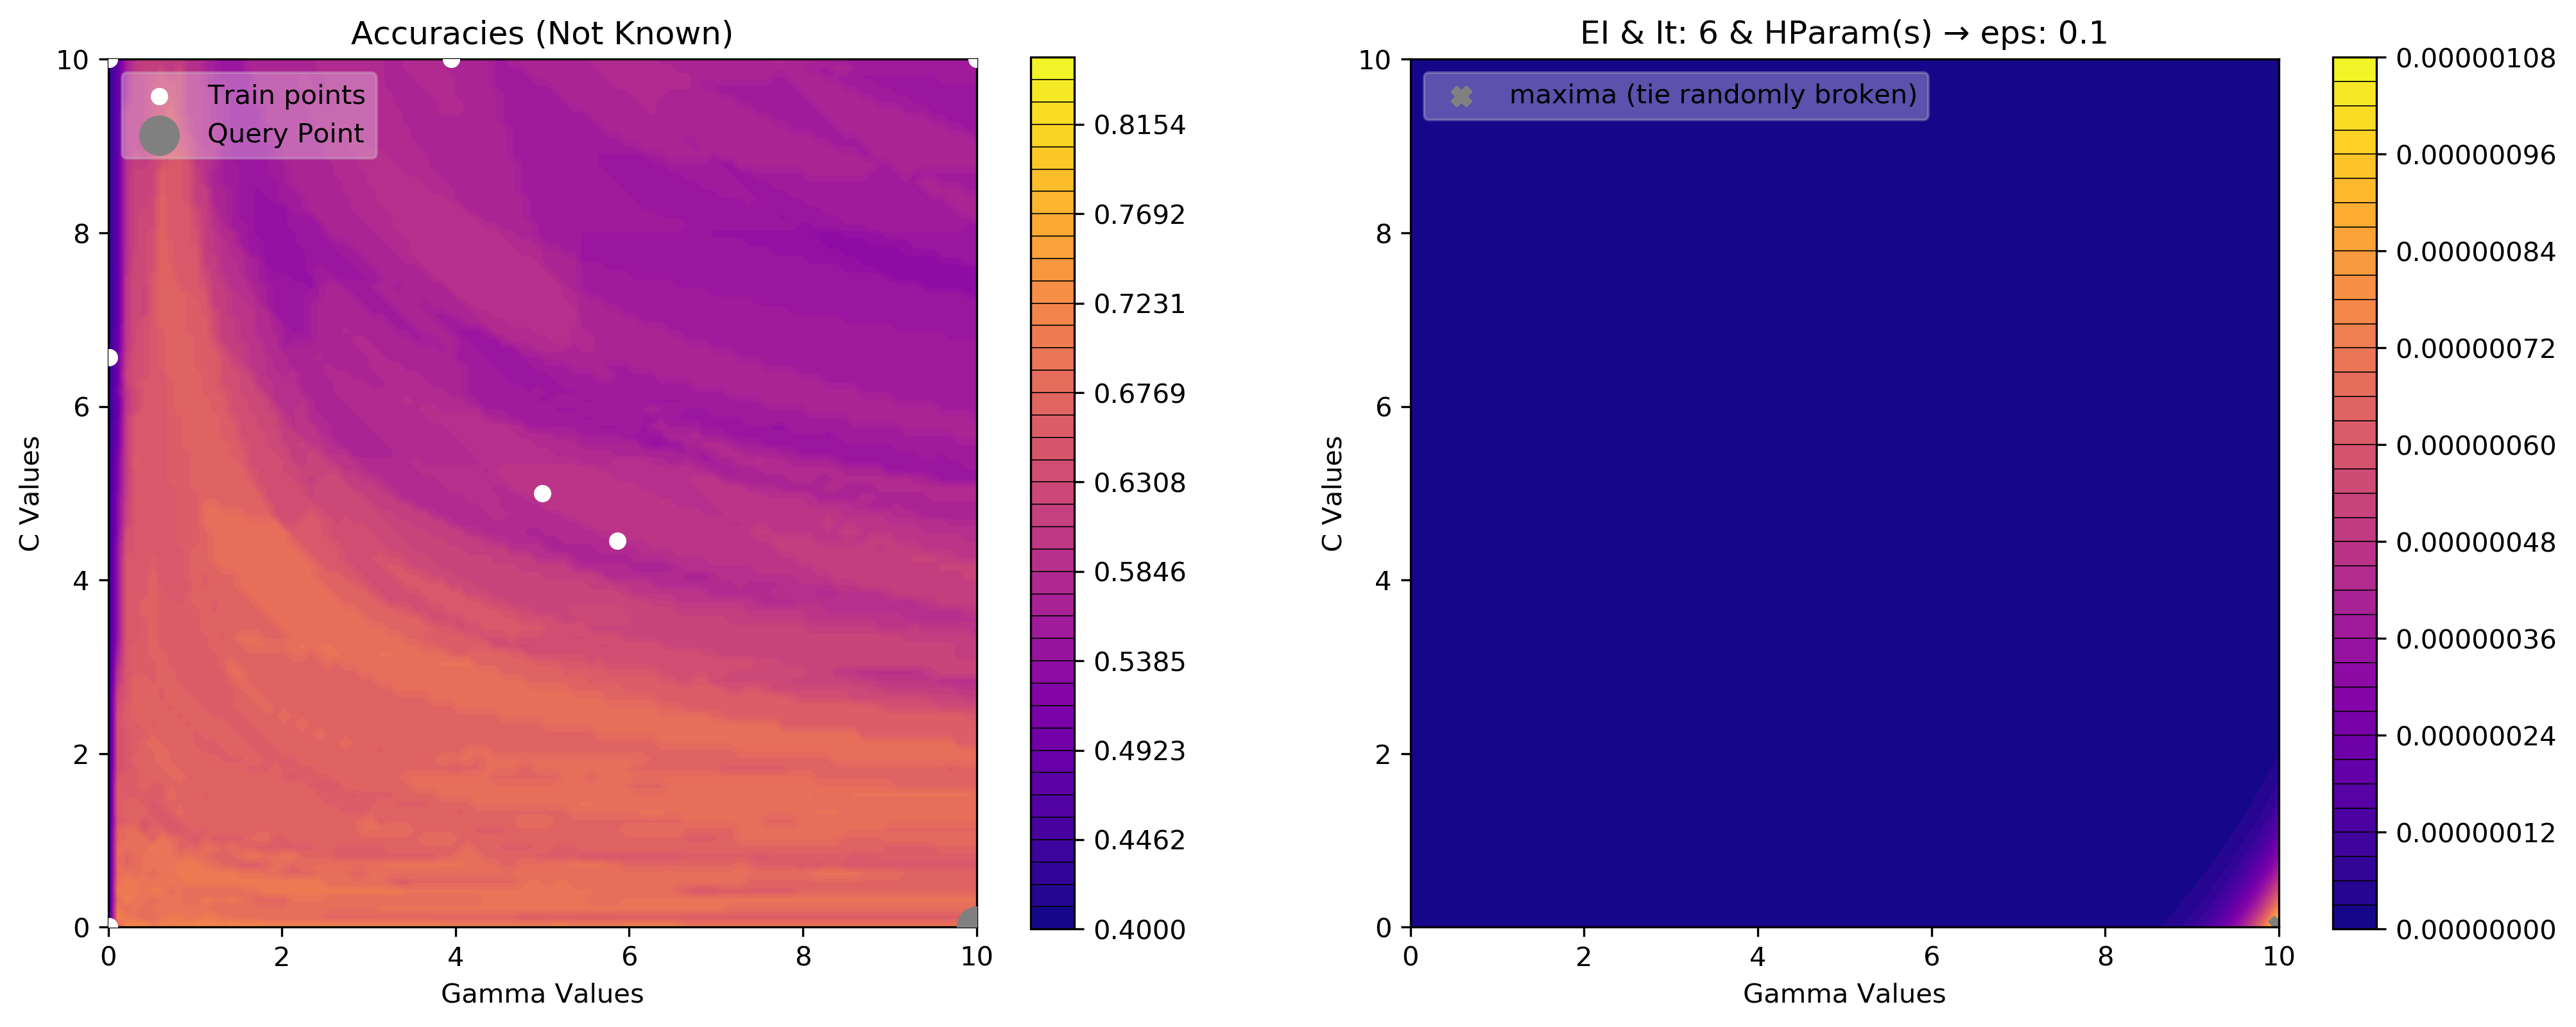 Accuracies (Not Known)
10
8
6
4
2
0
C Values
Train points
Query Point
0 2 4 6 8 10
Gamma Values
0.8154
0.7692
0.7231
0.6769
0.6308
0.5846
0.5385
0.4923
0.4462
0.4000
EI & It: 6 & HParam(s) → eps: 0.1
10
8
6
4
2
0
C Values
maxima (tie randomly broken)
0 2 4 6 8 10
Gamma Values
0.00000108
0.00000096
0.00000084
0.00000072
0.00000060
0.00000048
0.00000036
0.00000024
0.00000012
0.00000000